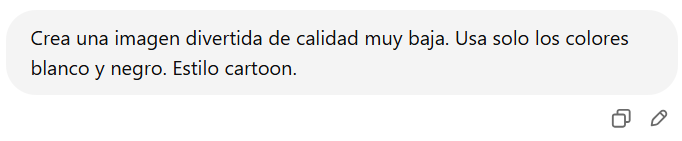 Crea una imagen divertida de calidad muy baja. Usa solo los colores
blanco y negro. Estilo cartoon.